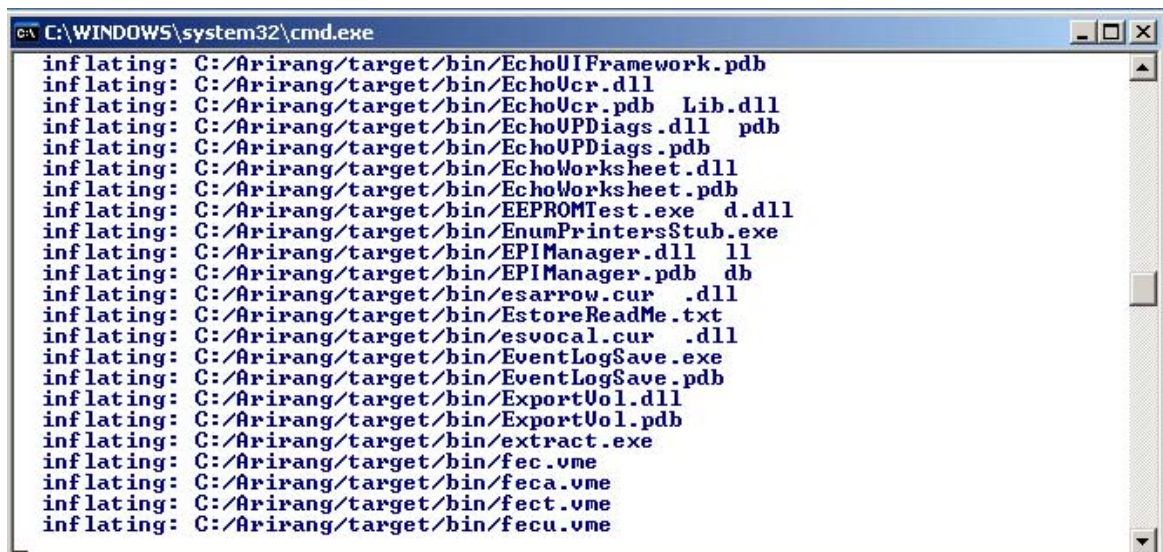 C:\WINDOWS\system32\cmd.exe
inflating: C:/Arirang/target/bin/EchoUIFramework.pdb
inflating: C:/Arirang/target/bin/EchoVcr.dll
inflating: C:/Arirang/target/bin/EchoVcr.pdb  Lib.dll
inflating: C:/Arirang/target/bin/EchoVPDiags.dll  pdb
inflating: C:/Arirang/target/bin/EchoVPDiags.pdb
inflating: C:/Arirang/target/bin/EchoWorksheet.dll
inflating: C:/Arirang/target/bin/EchoWorksheet.pdb
inflating: C:/Arirang/target/bin/EEPROMTest.exe  d.dll
inflating: C:/Arirang/target/bin/EnumPrintersStub.exe
inflating: C:/Arirang/target/bin/EPIManager.dll  ll
inflating: C:/Arirang/target/bin/EPIManager.pdb  db
inflating: C:/Arirang/target/bin/esarrow.cur  .dll
inflating: C:/Arirang/target/bin/EstoreReadMe.txt
inflating: C:/Arirang/target/bin/esvocal.cur  .dll
inflating: C:/Arirang/target/bin/EventLogSave.exe
inflating: C:/Arirang/target/bin/EventLogSave.pdb
inflating: C:/Arirang/target/bin/ExportVol.dll
inflating: C:/Arirang/target/bin/ExportVol.pdb
inflating: C:/Arirang/target/bin/extract.exe
inflating: C:/Arirang/target/bin/fec.vme
inflating: C:/Arirang/target/bin/feca.vme
inflating: C:/Arirang/target/bin/fect.vme
inflating: C:/Arirang/target/bin/fecu.vme